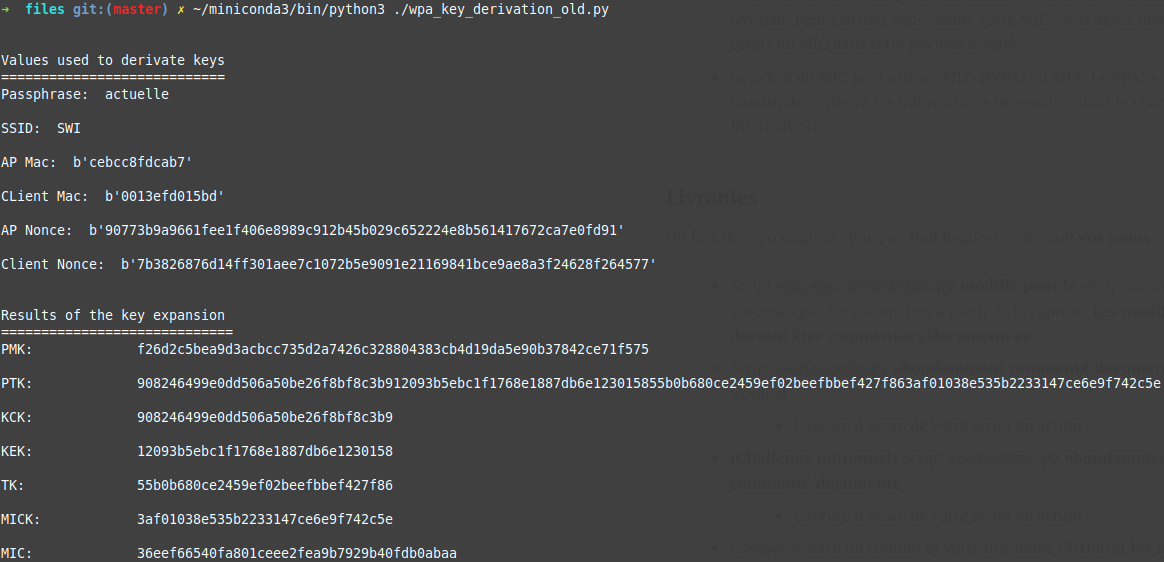 → files git:(master) ✗ ~/miniconda3/bin/python3 ./wpa_key_derivation_old.py
Values used to derivate keys
============================
Passphrase: actuelle
SSID: SWI
AP Mac: b'cebcc8fdcab7'
CLient Mac: b'0013efd015bd'
AP Nonce: b'90773b9a9661fee1f406e8989c912b45b029c652224e8b561417672ca7e0fd91'
Client Nonce: b'7b3826876d14ff301aee7c1072b5e9091e21169841bce9ae8a3f24628f264577'
Results of the key expansion
=============================
PMK: f26d2c5bea9d3acbcc735d2a7426c328804383cb4d19da5e90b37842ce71f575
PTK: 908246499e0dd506a50be26f8bf8c3b912093b5ebc1f1768e1887db6e123015855b0b680ce2459ef02beefbbef427f863af01038e535b2233147ce6e9f742c5e
KCK: 908246499e0dd506a50be26f8bf8c3b9
KEK: 12093b5ebc1f1768e1887db6e1230158
TK: 55b0b680ce2459ef02beefbbef427f86
MICK: 3af01038e535b2233147ce6e9f742c5e
MIC: 36eef66540fa801ceee2fea9b7929b40fdb0abaa
Livrables
doivent être commentées/documentées
Capture d'écran de votre script en action
(Challenge optionnel) Script
commenté/documenté
Capture d'écran de votre script en action